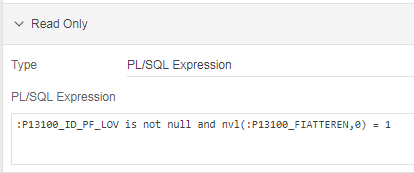 Read Only
Type PL/SQL Expression
PL/SQL Expression
:P13100_ID_PF_LOV is not null and nvl(:P13100_FIATTEREN,0) = 1